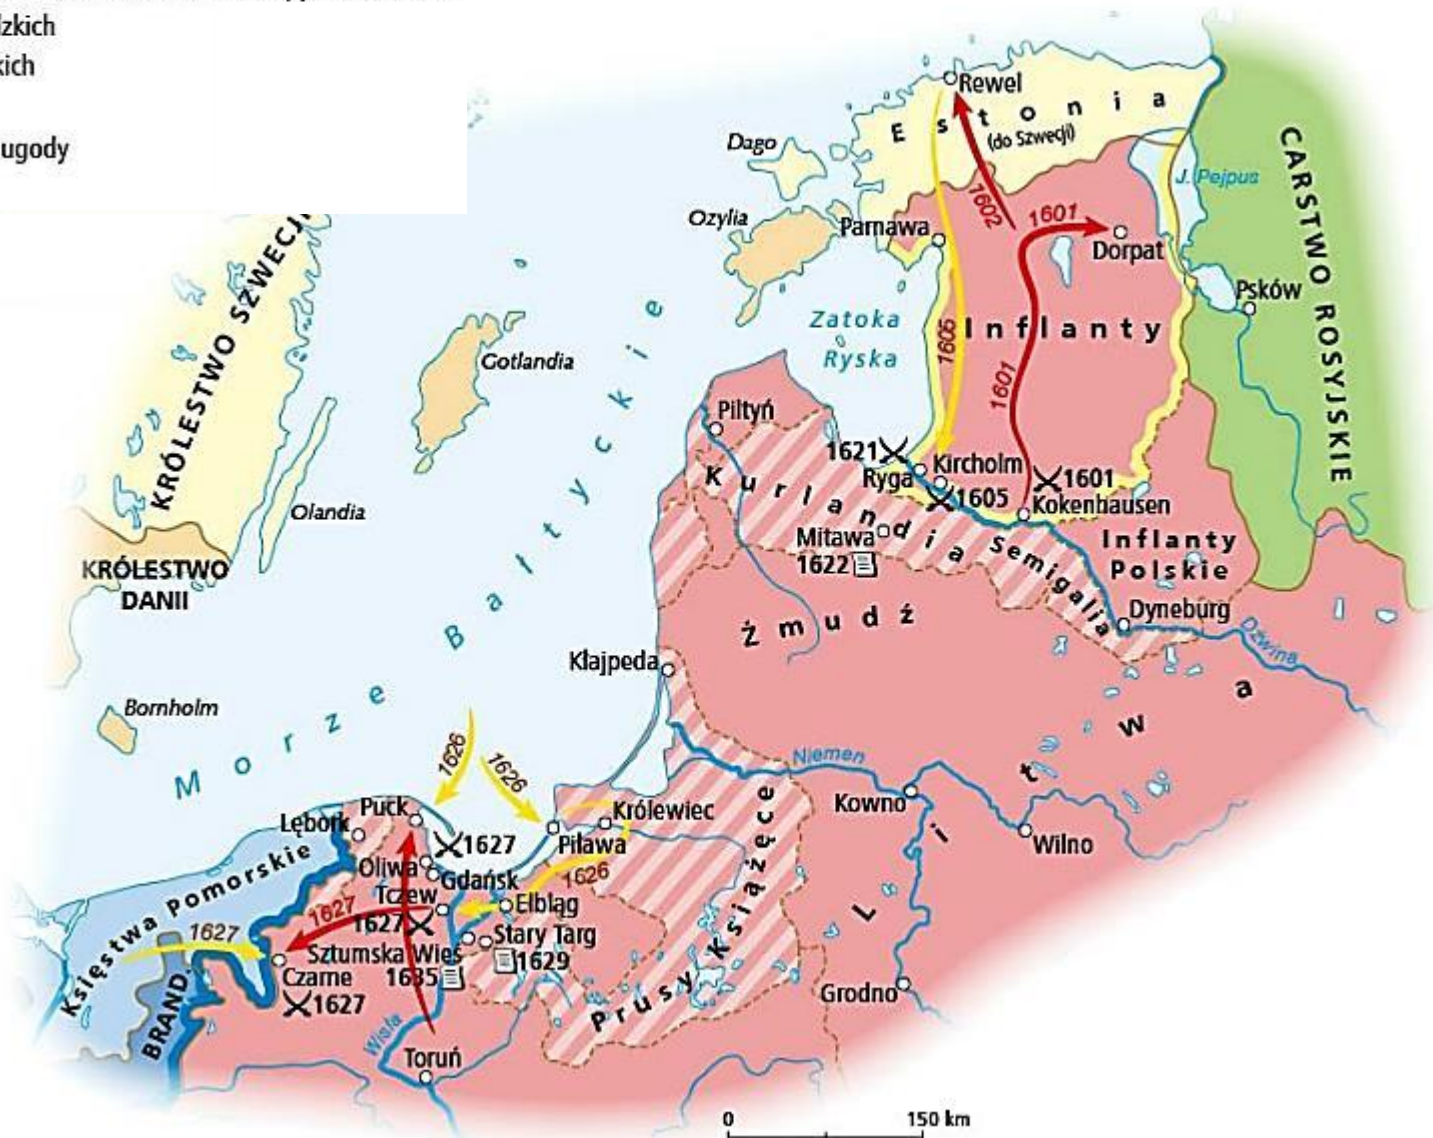 ugody
Rewel
Estonia
(do Szwecji)
Dago
Ozylia
J. Pejpus
CARSTWO ROSYJSKIE
1602
1601
Parnawa
Dorpat
Psków
KRÓLESTWO SZWECJI
Zatoka
Ryska
1605
Inflanty
Gotlandia
1601
Piltyń
1621
Kircholm
Ryga
1605
1601
Kokenhausen
Kurlandia
Semigalia
Olandia
Mitawa
1622
Inflanty
Polskie
KRÓLESTWO
DANII
Żmudź
Dyneburg
Dźwina
Morze Bałtyckie
Kłajpeda
Bornholm
Litwa
Niemen
1626
1626
Kowno
Wilno
Puck
Lębork
Królewiec
Piława
1627
Oliwa
Gdańsk
1626
Tczew
Elbląg
1627
1627
Księstwa Pomorskie
1627
Sztumska Wieś
1635
Stary Targ
1629
Czarne
1627
BRAND.
Prusy Książęce
Grodno
Wisła
Toruń
0 150 km